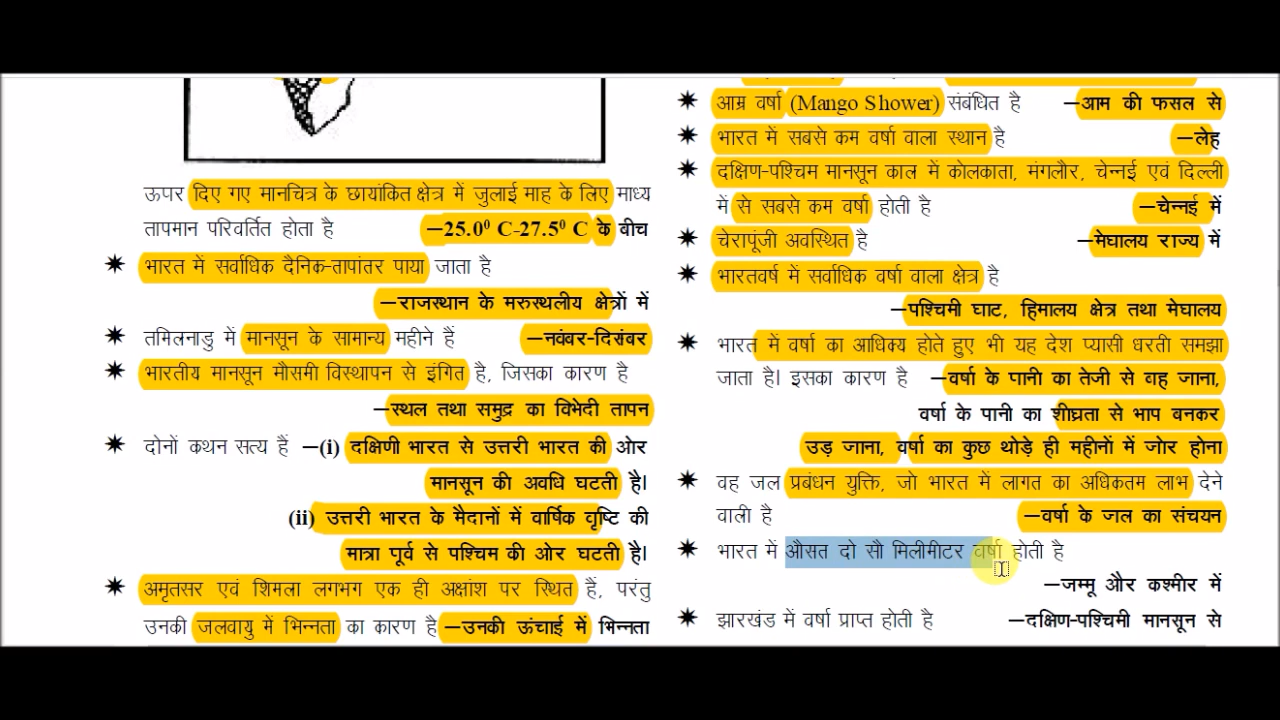 ऊपर दिए गए मानचित्र के छायांकित क्षेत्र में जुलाई माह के लिए माध्य
तापमान परिवर्तित होता है –25.0⁰ C-27.5⁰ C के बीच
✷ भारत में सर्वाधिक दैनिक-तापांतर पाया जाता है
–राजस्थान के मरुस्थलीय क्षेत्रों में
✷ तमिलनाडु में मानसून के सामान्य महीने हैं –नवंबर-दिसंबर
✷ भारतीय मानसून मौसमी विस्थापन से इंगित है, जिसका कारण है
–स्थल तथा समुद्र का विभेदी तापन
✷ दोनों कथन सत्य हैं –(i) दक्षिणी भारत से उत्तरी भारत की ओर
मानसून की अवधि घटती है।
(ii) उत्तरी भारत के मैदानों में वार्षिक वृष्टि की
मात्रा पूर्व से पश्चिम की ओर घटती है।
✷ अमृतसर एवं शिमला लगभग एक ही अक्षांश पर स्थित हैं, परंतु
उनकी जलवायु में भिन्नता का कारण है –उनकी ऊंचाई में भिन्नता
✷ आम्र वर्षा (Mango Shower) संबंधित है –आम की फसल से
✷ भारत में सबसे कम वर्षा वाला स्थान है –लेह
✷ दक्षिण-पश्चिम मानसून काल में कोलकाता, मंगलौर, चेन्नई एवं दिल्ली
में से सबसे कम वर्षा होती है –चेन्नई में
✷ चेरापूंजी अवस्थित है –मेघालय राज्य में
✷ भारतवर्ष में सर्वाधिक वर्षा वाला क्षेत्र है
–पश्चिमी घाट, हिमालय क्षेत्र तथा मेघालय
✷ भारत में वर्षा का आधिक्य होते हुए भी यह देश प्यासी धरती समझा
जाता है। इसका कारण है –वर्षा के पानी का तेजी से बह जाना,
वर्षा के पानी का शीघ्रता से भाप बनकर
उड़ जाना, वर्षा का कुछ थोड़े ही महीनों में जोर होना
✷ वह जल प्रबंधन युक्ति, जो भारत में लागत का अधिकतम लाभ देने
वाली है –वर्षा के जल का संचयन
✷ भारत में औसत दो सौ मिलीमीटर वर्षा होती है
–जम्मू और कश्मीर में
✷ झारखंड में वर्षा प्राप्त होती है –दक्षिण-पश्चिमी मानसून से